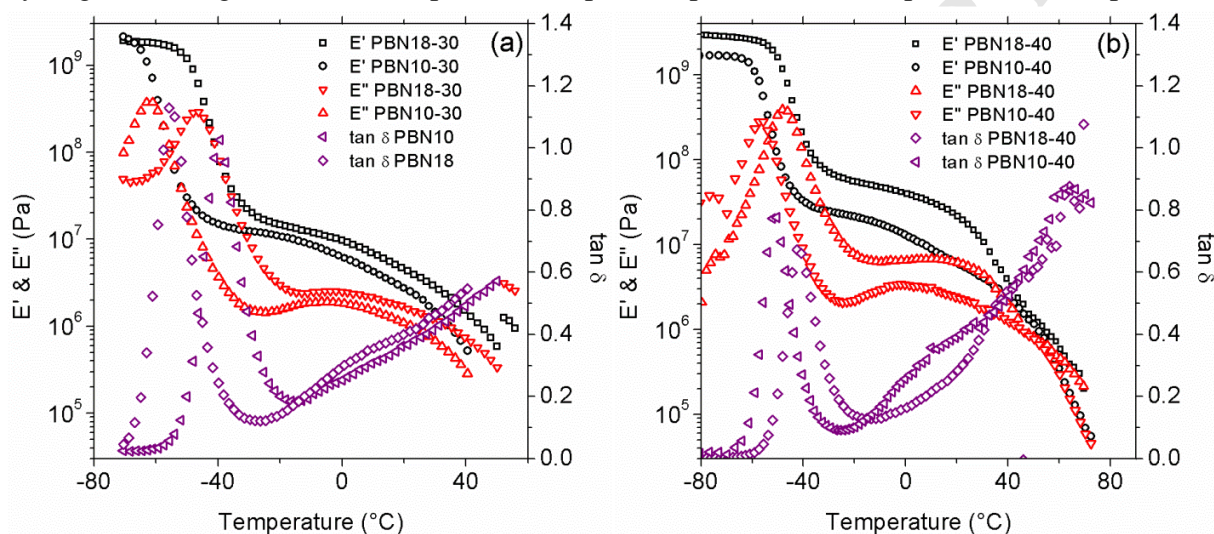 (a)
E' PBN18-30
E' PBN10-30
E'' PBN18-30
E'' PBN10-30
tan δ PBN10
tan δ PBN18
E' & E'' (Pa)
10⁹
10⁸
10⁷
10⁶
10⁵
-80
-40
0
40
Temperature (°C)
1.4
1.2
1.0
0.8
0.6
0.4
0.2
0.0
tan δ
(b)
E' PBN18-40
E' PBN10-40
E'' PBN18-40
E'' PBN10-40
tan δ PBN18-40
tan δ PBN10-40
E' & E'' (Pa)
10⁹
10⁸
10⁷
10⁶
10⁵
-80
-40
0
40
80
Temperature (°C)
1.4
1.2
1.0
0.8
0.6
0.4
0.2
0.0
tan δ